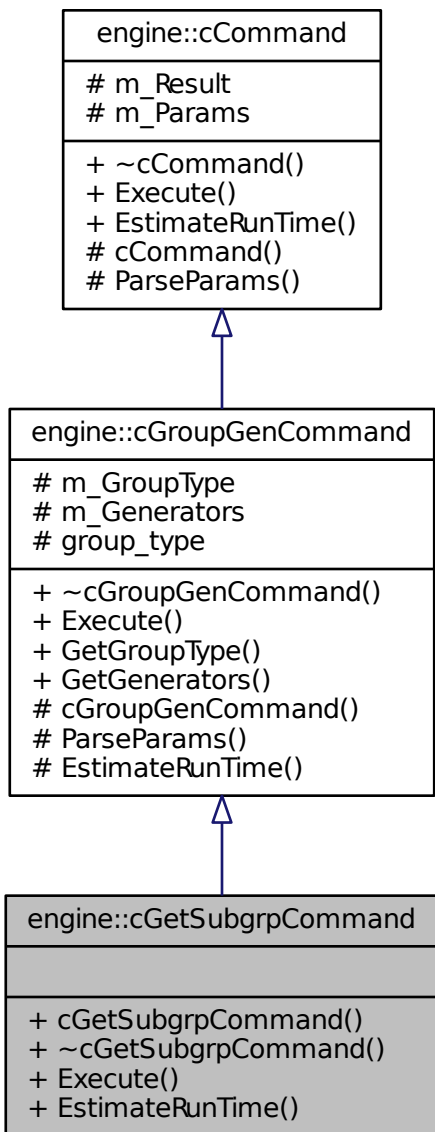 engine::cCommand
# m_Result
# m_Params
+ ~cCommand()
+ Execute()
+ EstimateRunTime()
# cCommand()
# ParseParams()
engine::cGroupGenCommand
# m_GroupType
# m_Generators
# group_type
+ ~cGroupGenCommand()
+ Execute()
+ GetGroupType()
+ GetGenerators()
# cGroupGenCommand()
# ParseParams()
# EstimateRunTime()
engine::cGetSubgrpCommand
+ cGetSubgrpCommand()
+ ~cGetSubgrpCommand()
+ Execute()
+ EstimateRunTime()